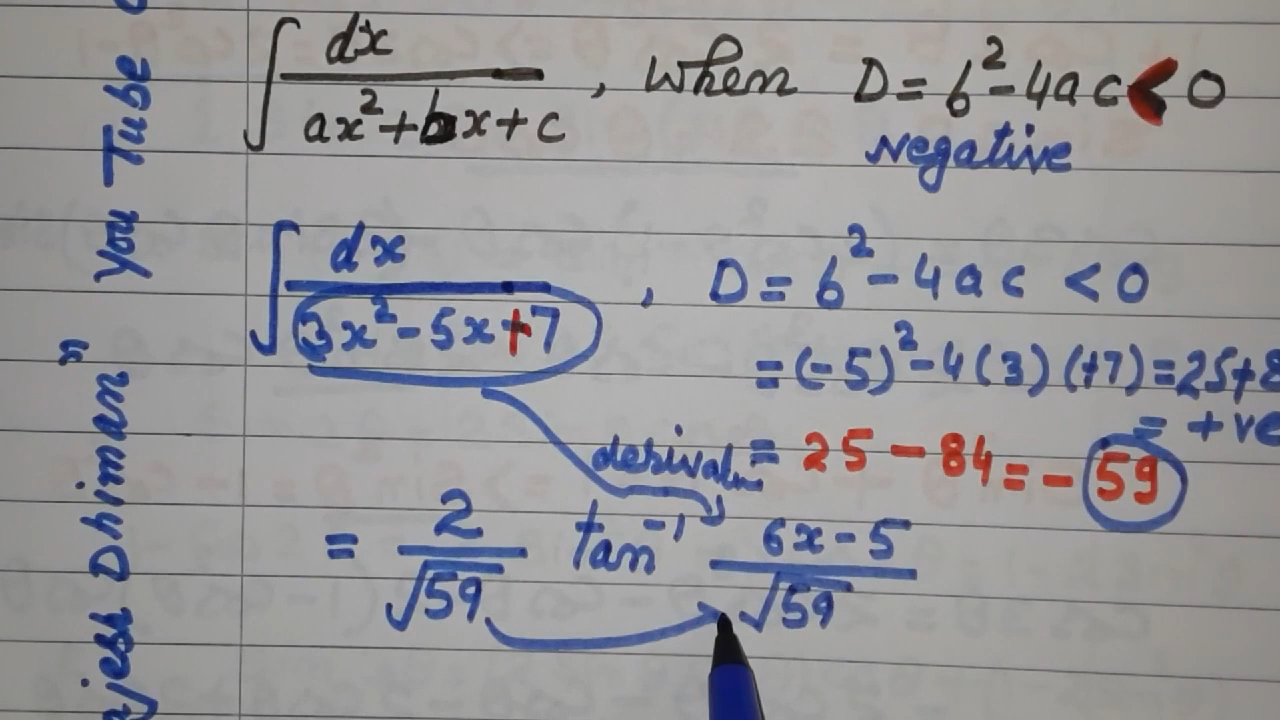 ∫ dx / (ax² + bx + c) , when D = b² - 4ac < 0
Negative
∫ dx / (3x² - 5x + 7) , D = b² - 4ac < 0
= (-5)² - 4(3)(+7) = 25+8
= +ve
= 25 - 84 = - 59
= 2/√59 tan⁻¹ (6x - 5)/√59
You Tube
Dhiman"